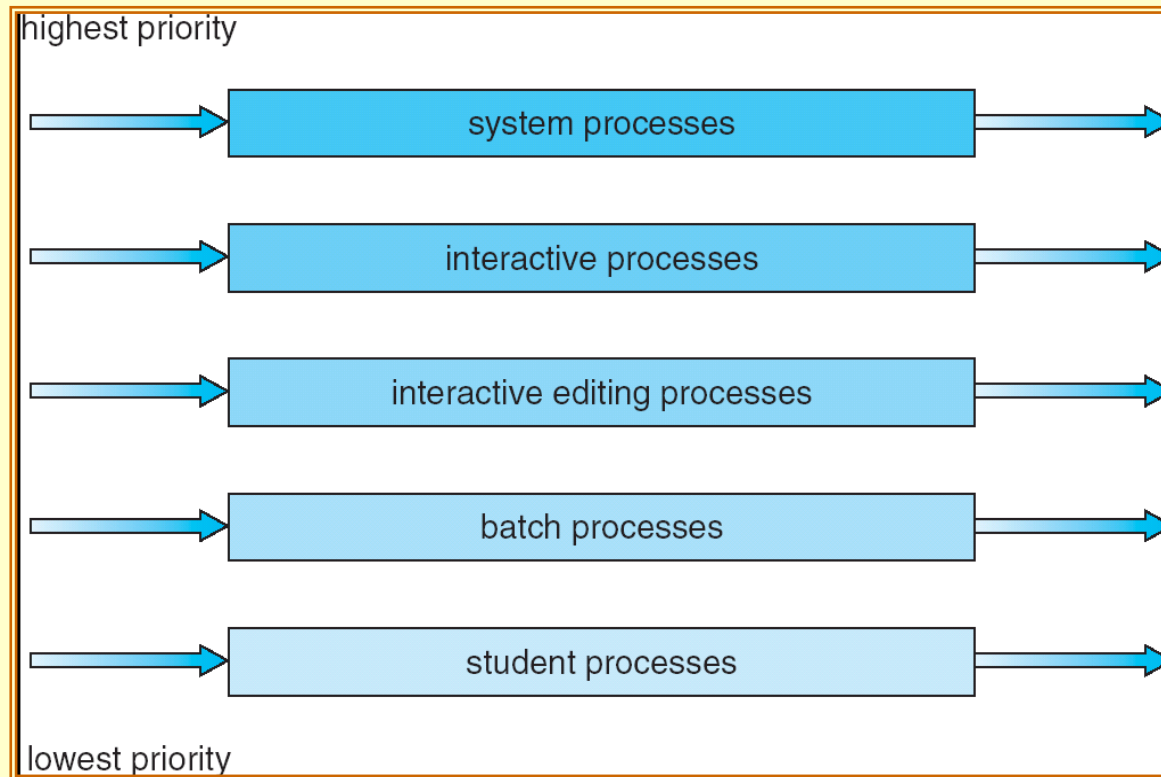 highest priority
system processes
interactive processes
interactive editing processes
batch processes
student processes
lowest priority